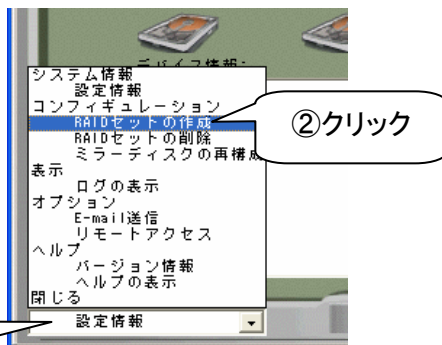 デバイス情報:
システム情報
設定情報
コンフィギュレーション
RAIDセットの作成
RAIDセットの削除
ミラーディスクの再構成
表示
ログの表示
オプション
E-mail送信
リモートアクセス
ヘルプ
バージョン情報
ヘルプの表示
閉じる
設定情報
②クリック